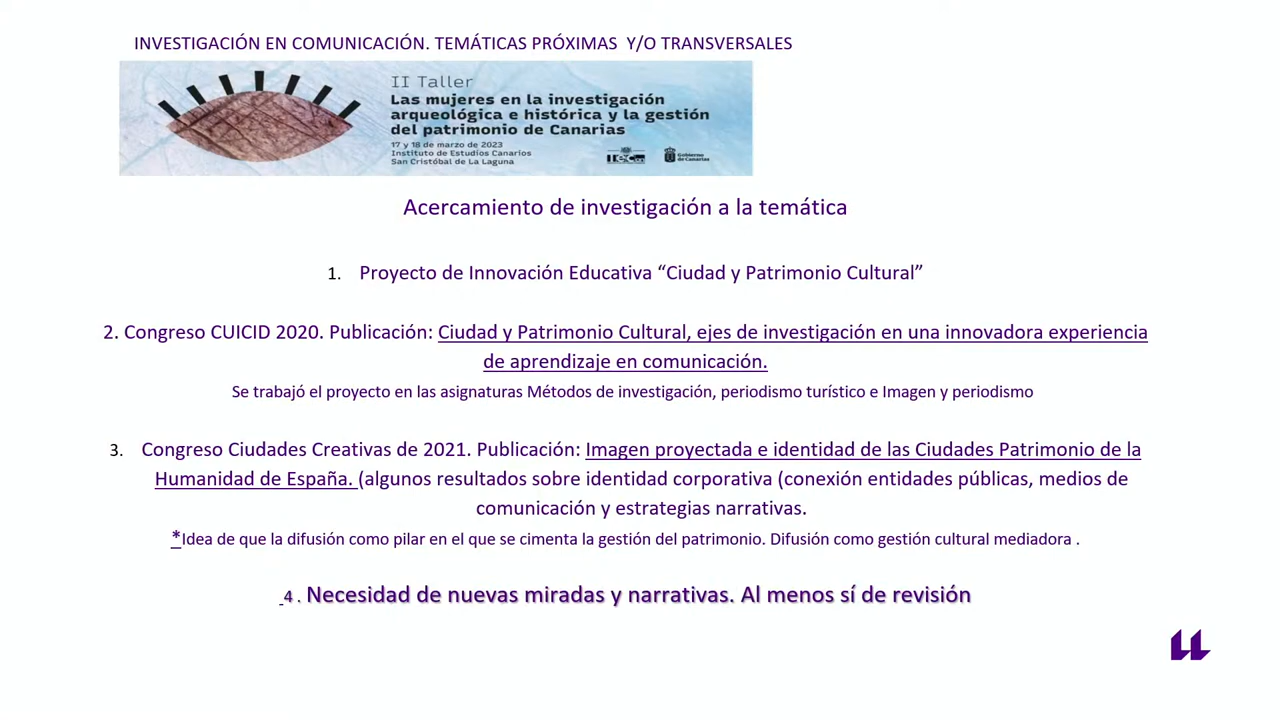 INVESTIGACIÓN EN COMUNICACIÓN. TEMÁTICAS PRÓXIMAS Y/O TRANSVERSALES
II Taller
Las mujeres en la investigación
arqueológica e histórica y la gestión
del patrimonio de Canarias
17 y 18 de marzo de 2023
Instituto de Estudios Canarios
San Cristóbal de La Laguna
Gobierno
de Canarias
Acercamiento de investigación a la temática
1. Proyecto de Innovación Educativa “Ciudad y Patrimonio Cultural”
2. Congreso CUICID 2020. Publicación: Ciudad y Patrimonio Cultural, ejes de investigación en una innovadora experiencia
de aprendizaje en comunicación.
Se trabajó el proyecto en las asignaturas Métodos de investigación, periodismo turístico e Imagen y periodismo
3. Congreso Ciudades Creativas de 2021. Publicación: Imagen proyectada e identidad de las Ciudades Patrimonio de la
Humanidad de España. (algunos resultados sobre identidad corporativa (conexión entidades públicas, medios de
comunicación y estrategias narrativas.
*Idea de que la difusión como pilar en el que se cimenta la gestión del patrimonio. Difusión como gestión cultural mediadora .
4 . Necesidad de nuevas miradas y narrativas. Al menos sí de revisión